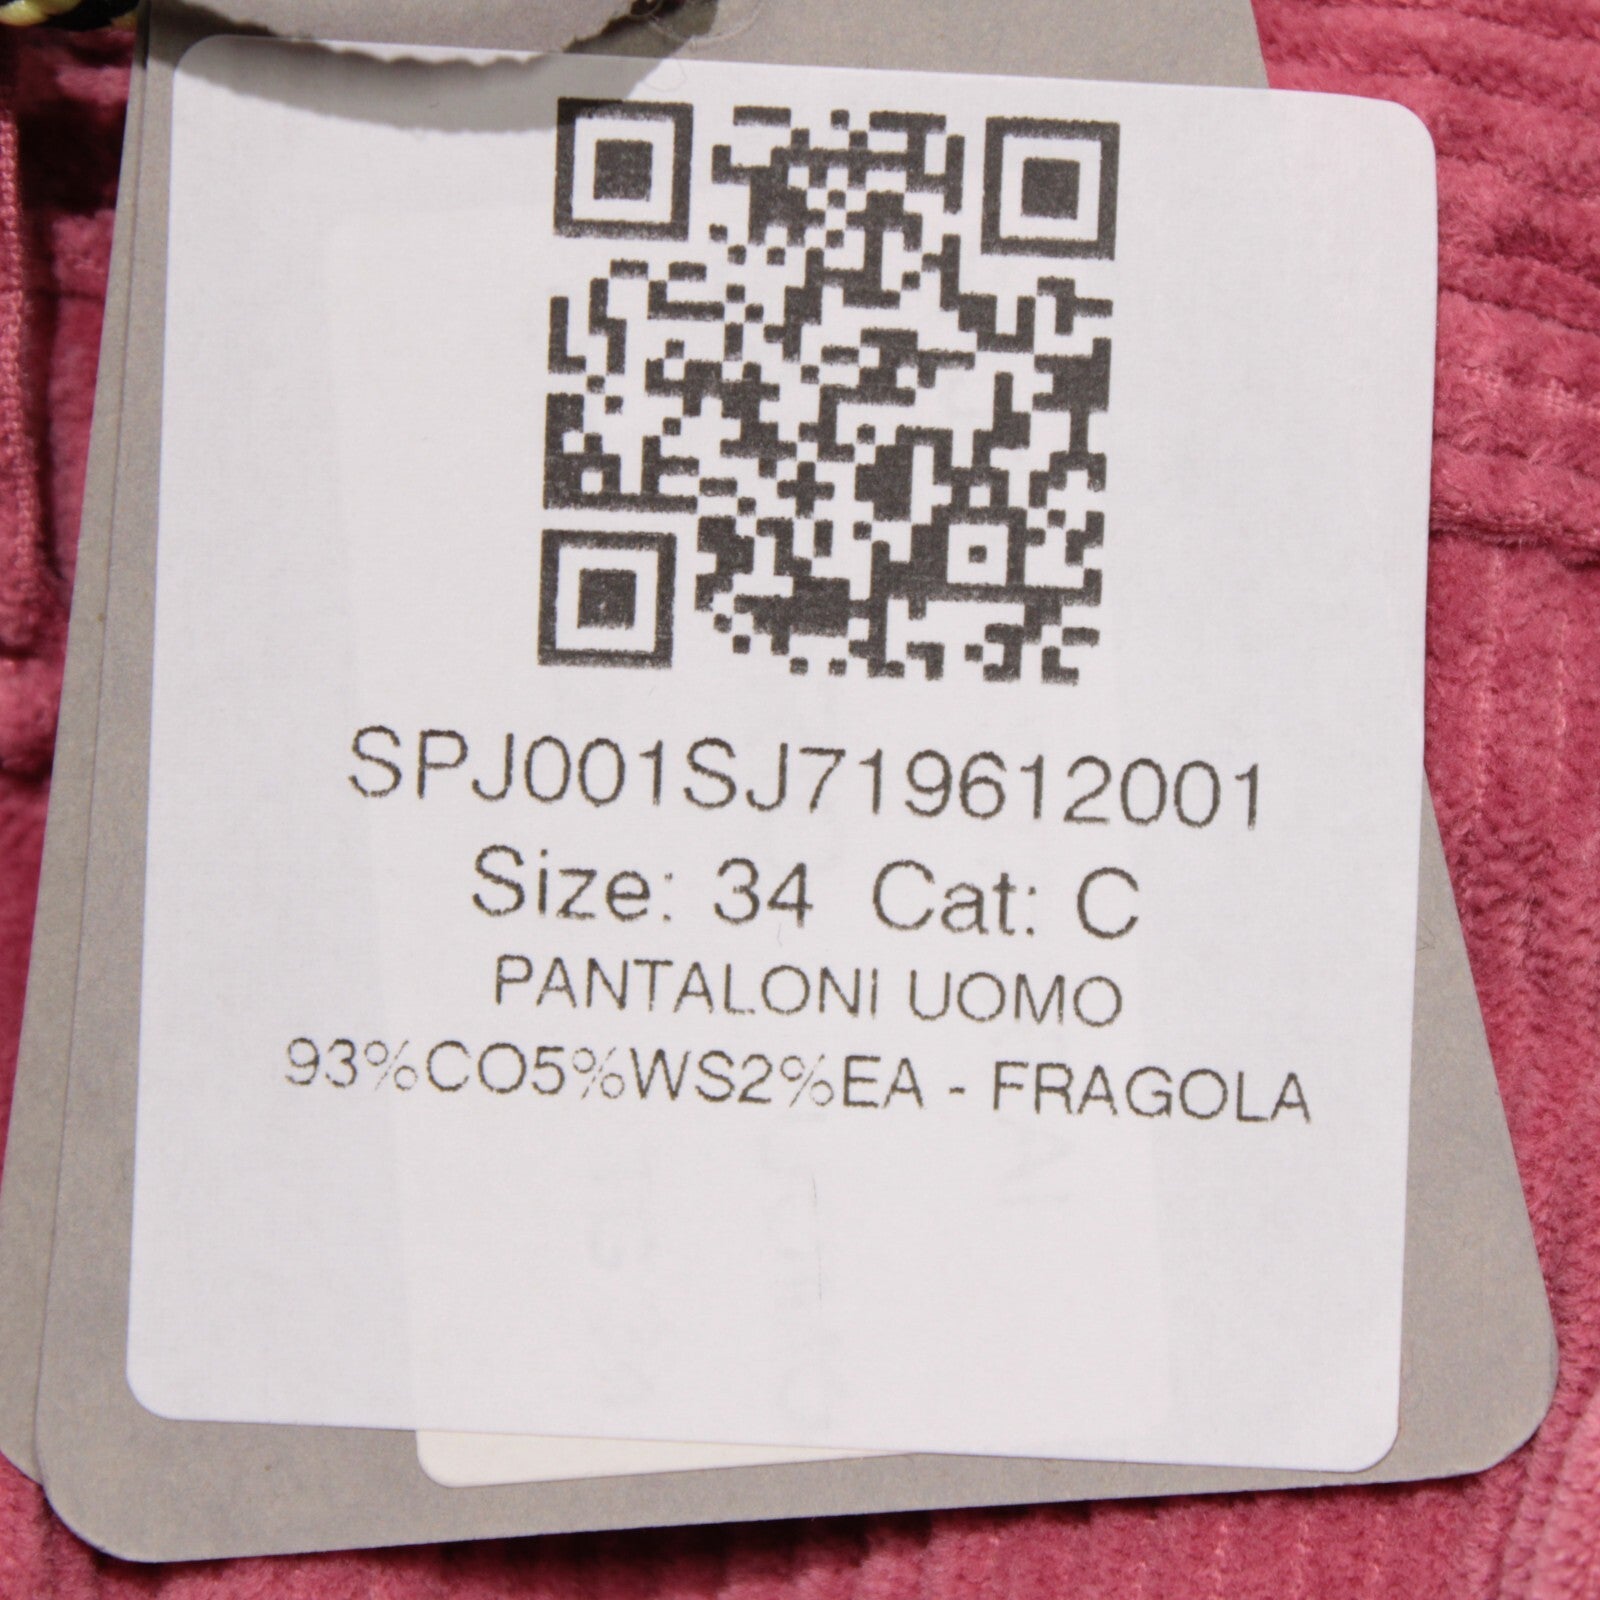 SPJ001SJ719612001
Size: 34 Cat: C
PANTALONI UOMO
93%CO5%WS2%EA - FRAGOLA